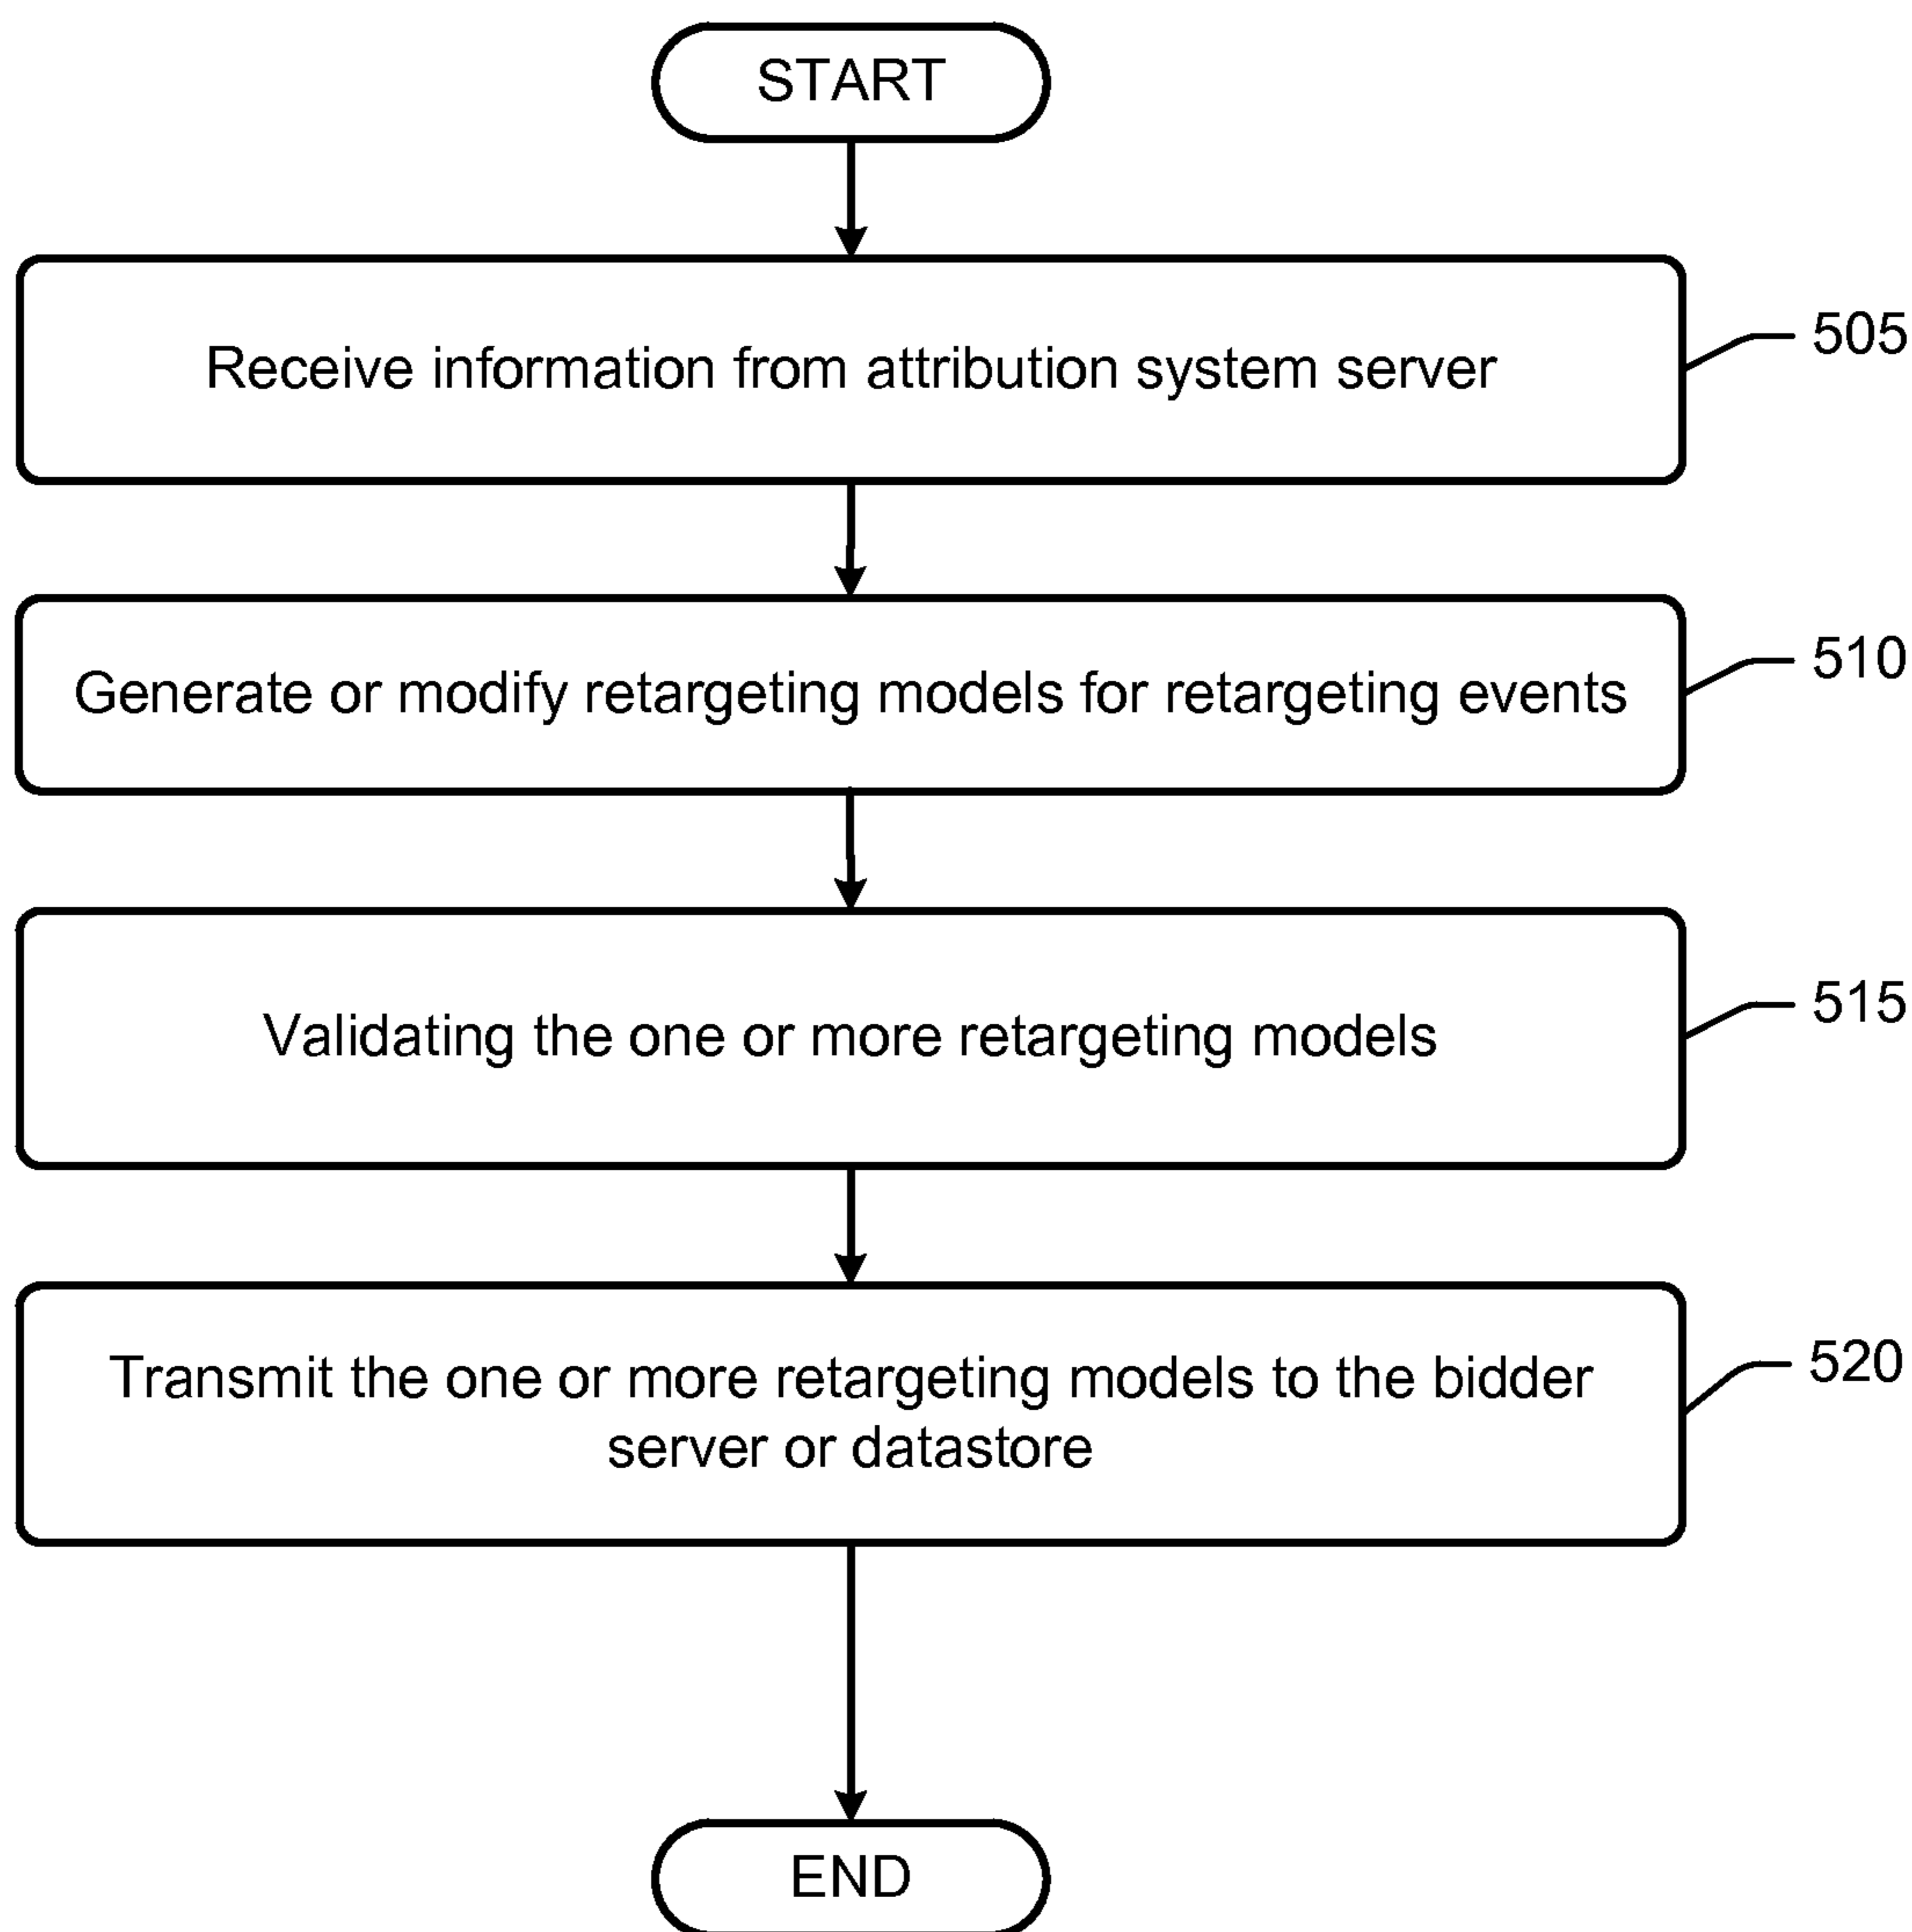 START
Receive information from attribution system server
505
Generate or modify retargeting models for retargeting events
510
Validating the one or more retargeting models
515
Transmit the one or more retargeting models to the bidder
server or datastore
520
END